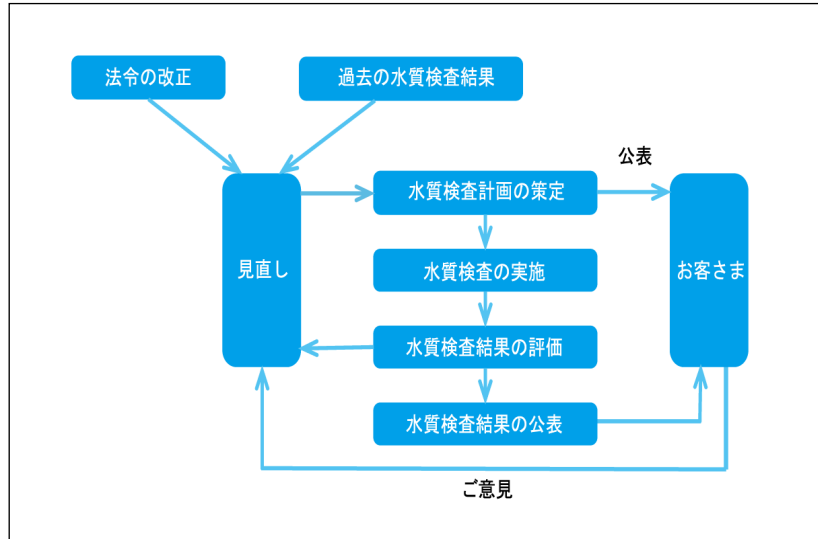 法令の改正
過去の水質検査結果
公表
水質検査計画の策定
見直し
お客さま
水質検査の実施
水質検査結果の評価
水質検査結果の公表
ご意見